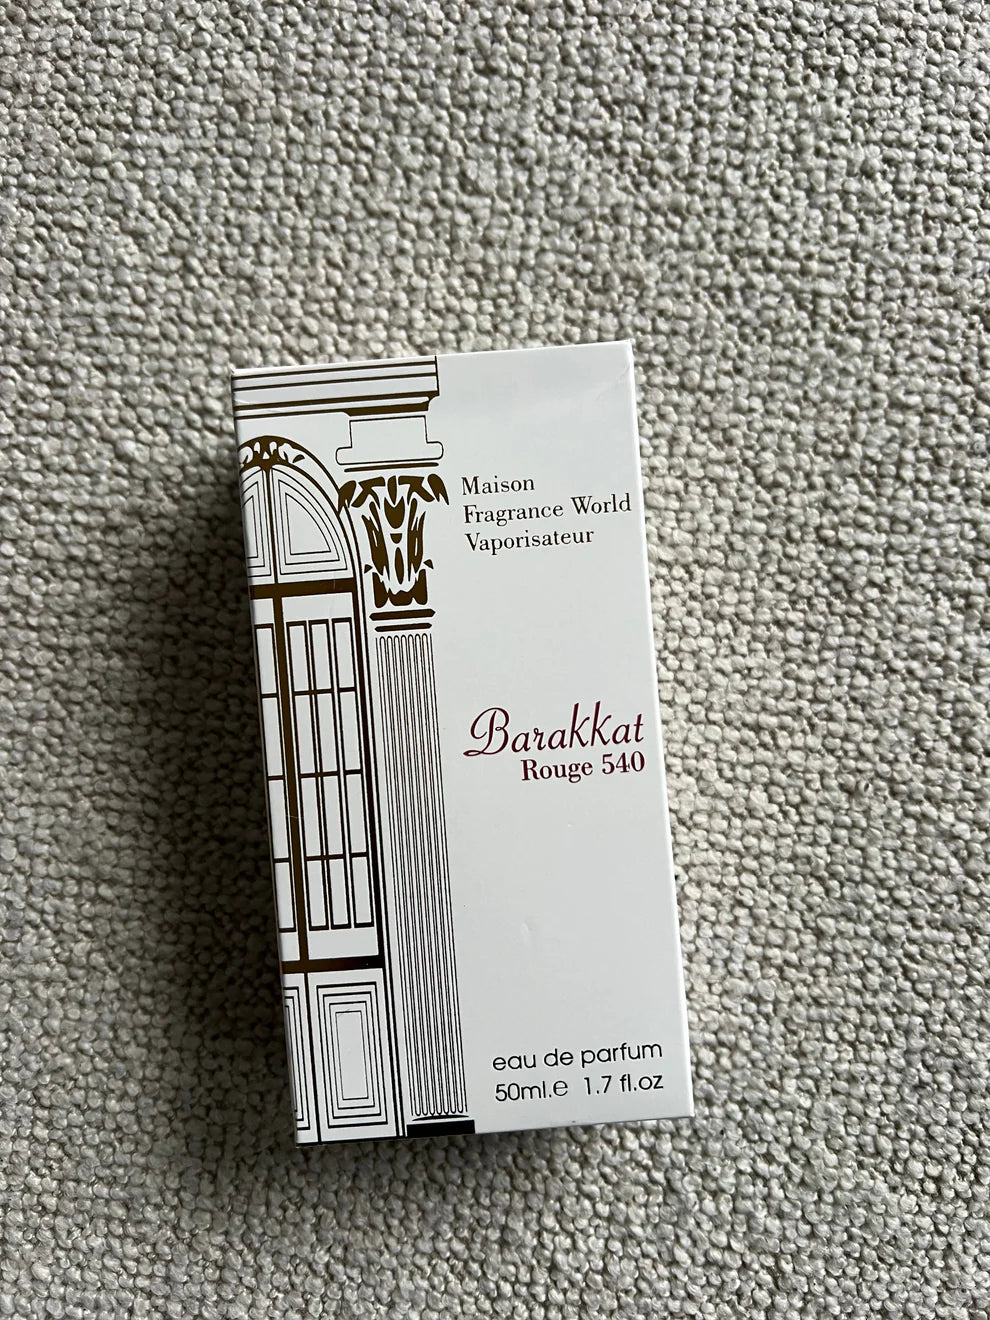 Maison
Fragrance World
Vaporisateur
Barakkat
Rouge 540
eau de parfum
50ml.e 1.7 fl.oz